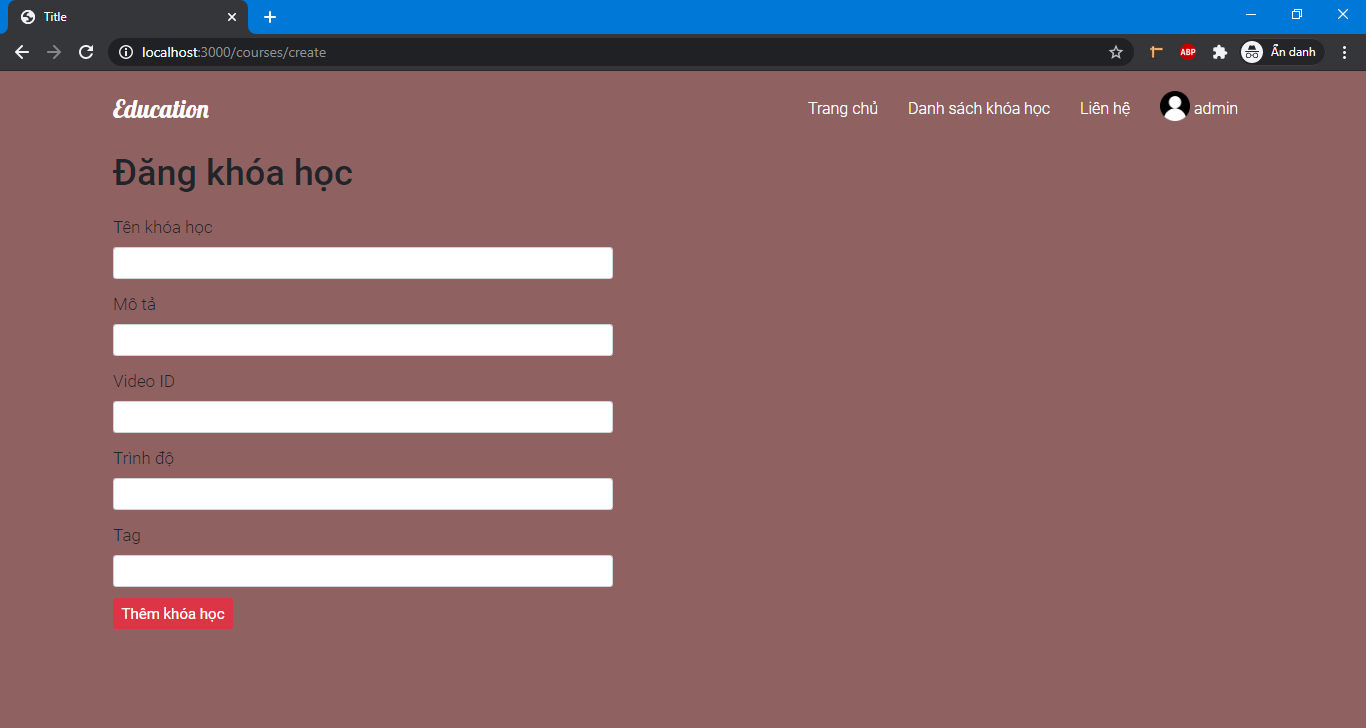 Title
localhost:3000/courses/create
ABP
Ẩn danh
Education
Trang chủ
Danh sách khóa học
Liên hệ
admin
Đăng khóa học
Tên khóa học
Mô tả
Video ID
Trình độ
Tag
Thêm khóa học